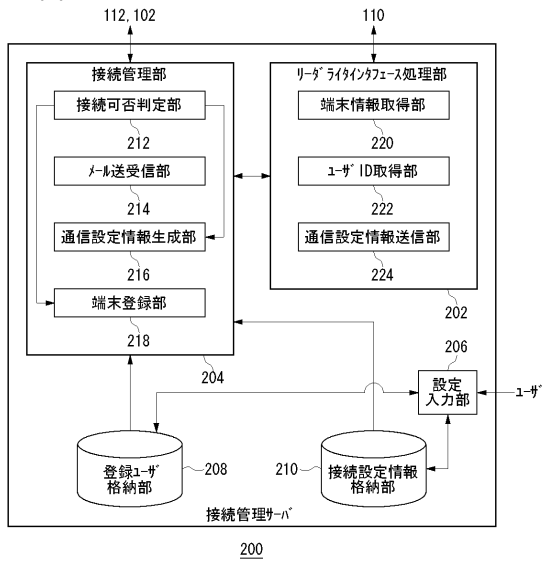 112, 102
110
接続管理部
接続可否判定部
212
ﾒｰﾙ送受信部
214
通信設定情報生成部
216
端末登録部
218
204
ﾘｰﾀﾞﾗｲﾀｲﾝﾀﾌｪｰｽ処理部
端末情報取得部
220
ﾕｰｻﾞID取得部
222
通信設定情報送信部
224
202
206
設定
入力部
ﾕｰｻﾞ
登録ﾕｰｻﾞ
格納部
208
210
接続設定情報
格納部
接続管理ｻｰﾊﾞ
200